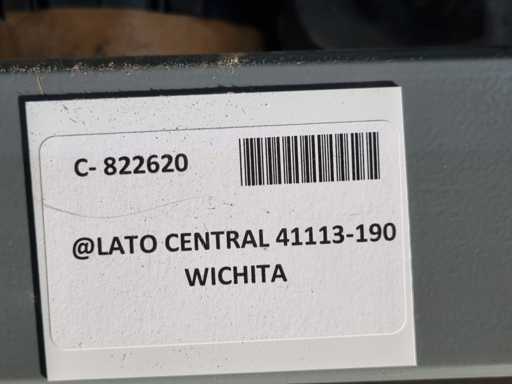 C- 822620
@LATO CENTRAL 41113-190
WICHITA